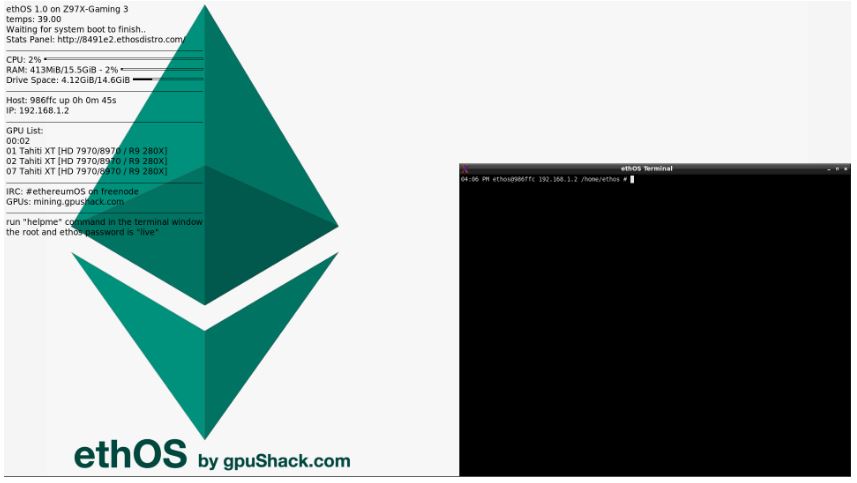 ethOS 1.0 on Z97X-Gaming 3
temps: 39.00
Waiting for system boot to finish..
Stats Panel: http://8491e2.ethosdistro.com/
CPU: 2%
RAM: 413MiB/15.5GiB - 2%
Drive Space: 4.12GiB/14.6GiB
Host: 986ffc up 0h 0m 45s
IP: 192.168.1.2
GPU List:
00:02
01 Tahiti XT [HD 7970/8970 / R9 280X]
02 Tahiti XT [HD 7970/8970 / R9 280X]
07 Tahiti XT [HD 7970/8970 / R9 280X]
IRC: #ethereumOS on freenode
GPUs: mining.gpushack.com
run "helpme" command in the terminal window
the root and ethos password is "live"
ethOS Terminal
04:06 PM ethos@986ffc 192.168.1.2 /home/ethos #
ethOS by gpuShack.com